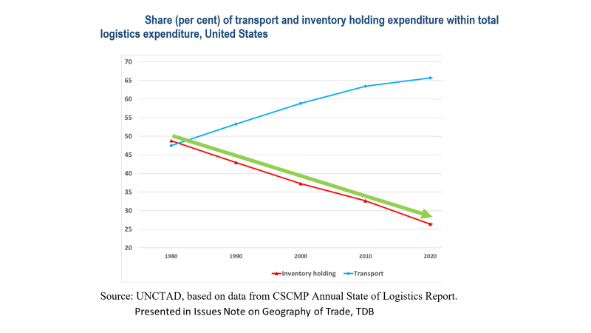 Share (per cent) of transport and inventory holding expenditure within total
logistics expenditure, United States
70
65
60
55
50
45
40
35
30
25
20
1980 1990 2000 2010 2020
Inventory holding Transport
Source: UNCTAD, based on data from CSCMP Annual State of Logistics Report.
Presented in Issues Note on Geography of Trade, TDB